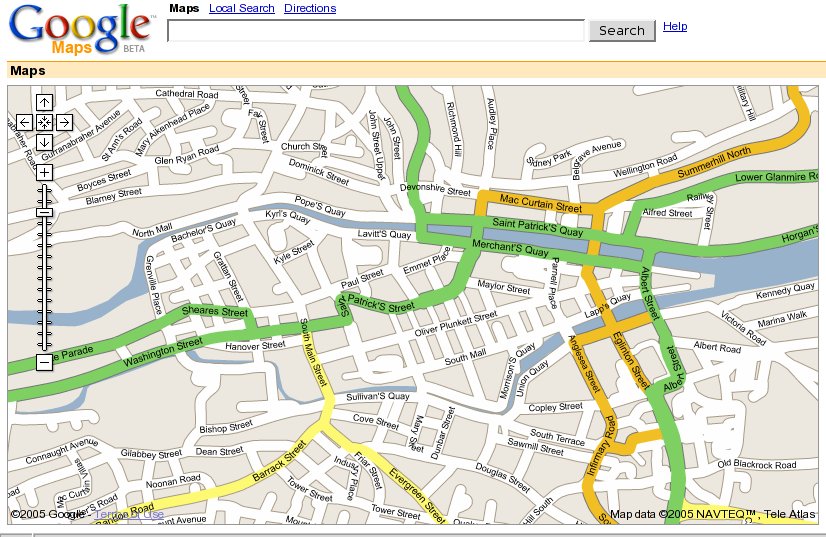 Maps Local Search Directions
Google
Maps BETA
Search Help
Maps
Cathedral Road
Gurranabraher Avenue
St Ann's Road
Mary Aikenhead Place
Street
John Street Upper
John Street
Richmond Hill
Audley Place
Military Hill
Church Street
Glen Ryan Road
Dominick Street
Sidney Park
Belgrave Avenue
Wellington Road
Summerhill North
Boyces Street
Blarney Street
Devonshire Street
Lower Glanmire Ro
Mac Curtain Street
Railway Street
Alfred Street
Pope'S Quay
Kyrl's Quay
North Mall
Bachelor'S Quay
Lavitt'S Quay
Saint Patrick'S Quay
Merchant'S Quay
Horgan'S
Kyle Street
Grattan Street
Grenville Place
Emmet Place
Paul Street
Parnell Place
Maylor Street
Albert Street
Kennedy Quay
Patrick'S Street
Lapp's Quay
Sheares Street
Oliver Plunkett Street
Victoria Road
Marina Walk
Hanover Street
South Main Street
e Parade
Washington Street
South Mall
Morrison'S Quay
Union Quay
Anglesea Street
Eglinton Street
Albert Street
Albert Road
Sullivan'S Quay
Cove Street
Mary Street
Dunbar Street
Copley Street
South Terrace
Sawmill Street
Infirmary Road
Bishop Street
Dean Street
Gilabbey Street
Connaught Avenue
Barrack Street
Friar Street
Industry Place
Evergreen Street
Douglas Street
Old Blackrock Road
Noonan Road
Tower Street
Tower Street
©2005 Google - Terms of Use
Map data ©2005 NAVTEQ™, Tele Atlas